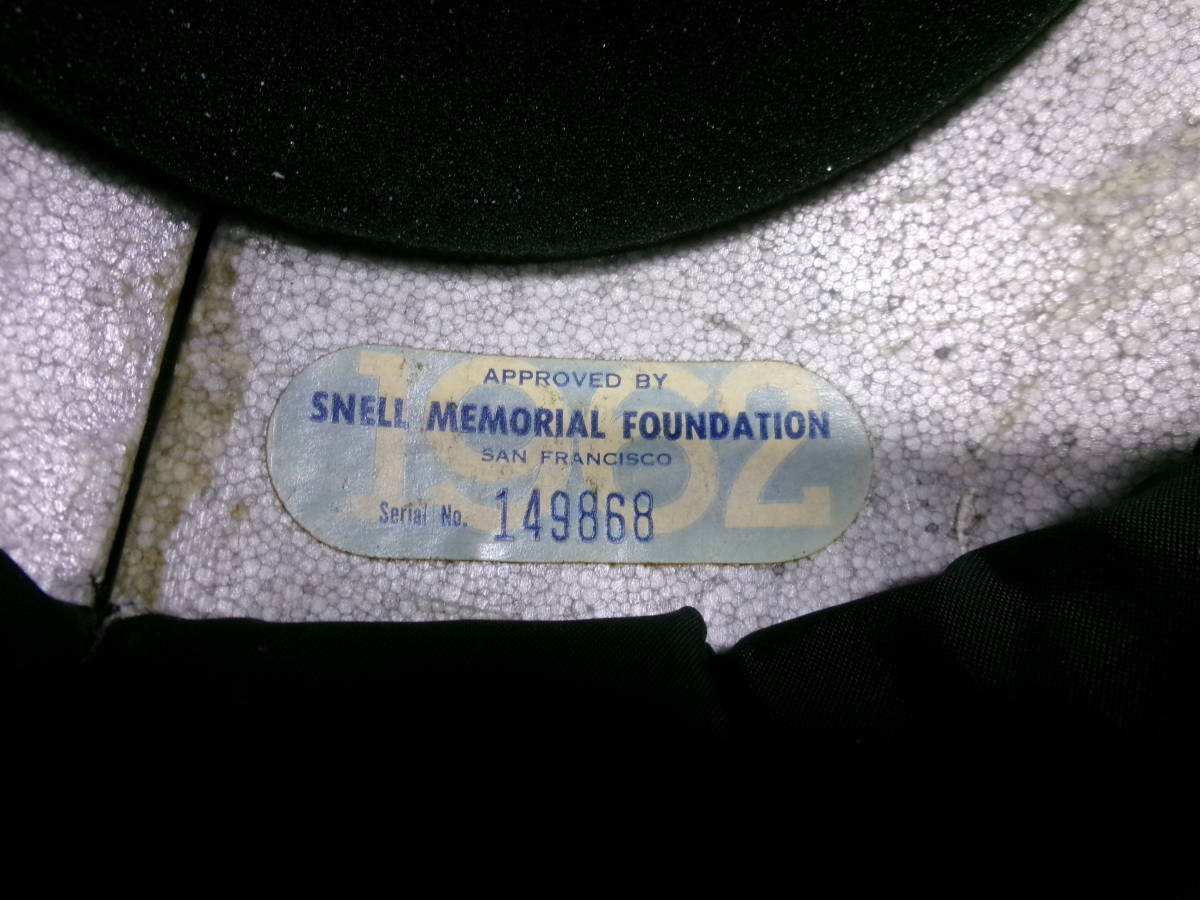 1962
APPROVED BY
SNELL MEMORIAL FOUNDATION
SAN FRANCISCO
Serial No. 149868